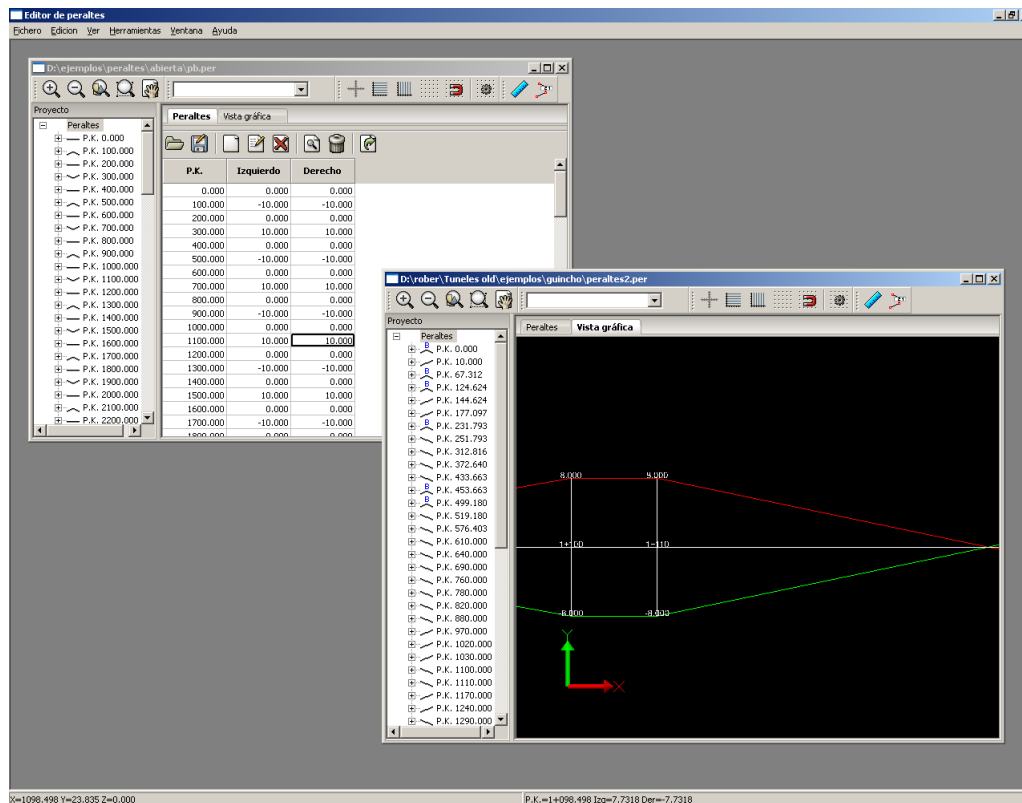 Editor de peraltes
Fichero Edicion Ver Herramientas Ventana Ayuda
D:\ejemplos\peraltes\abierta\pb.per
Proyecto
Peraltes
P.K. 0.000
P.K. 100.000
P.K. 200.000
P.K. 300.000
P.K. 400.000
P.K. 500.000
P.K. 600.000
P.K. 700.000
P.K. 800.000
P.K. 900.000
P.K. 1000.000
P.K. 1100.000
P.K. 1200.000
P.K. 1300.000
P.K. 1400.000
P.K. 1500.000
P.K. 1600.000
P.K. 1700.000
P.K. 1800.000
P.K. 1900.000
P.K. 2000.000
P.K. 2100.000
P.K. 2200.000
Peraltes Vista gráfica
P.K. Izquierdo Derecho
0.000 0.000 0.000
100.000 -10.000 -10.000
200.000 0.000 0.000
300.000 10.000 10.000
400.000 0.000 0.000
500.000 -10.000 -10.000
600.000 0.000 0.000
700.000 10.000 10.000
800.000 0.000 0.000
900.000 -10.000 -10.000
1000.000 0.000 0.000
1100.000 10.000 10.000
1200.000 0.000 0.000
1300.000 -10.000 -10.000
1400.000 0.000 0.000
1500.000 10.000 10.000
1600.000 0.000 0.000
1700.000 -10.000 -10.000
1800.000 0.000 0.000
D:\rober\Tuneles old\ejemplos\guincho\peraltes2.per
Proyecto
Peraltes
B P.K. 0.000
P.K. 10.000
B P.K. 67.312
B P.K. 124.624
P.K. 144.624
P.K. 177.097
B P.K. 231.793
P.K. 251.793
P.K. 312.816
P.K. 372.640
P.K. 433.663
B P.K. 453.663
B P.K. 499.180
P.K. 519.180
P.K. 576.403
P.K. 610.000
P.K. 640.000
P.K. 690.000
P.K. 760.000
P.K. 780.000
P.K. 820.000
P.K. 880.000
P.K. 970.000
P.K. 1020.000
P.K. 1030.000
P.K. 1100.000
P.K. 1110.000
P.K. 1170.000
P.K. 1240.000
P.K. 1290.000
Peraltes Vista gráfica
8.000 8.000
1+100 1+110
-8.000 -8.000
Y
X
X=1098.498 Y=23.835 Z=0.000
P.K.=1+098.498 Izq=7.7318 Der=-7.7318